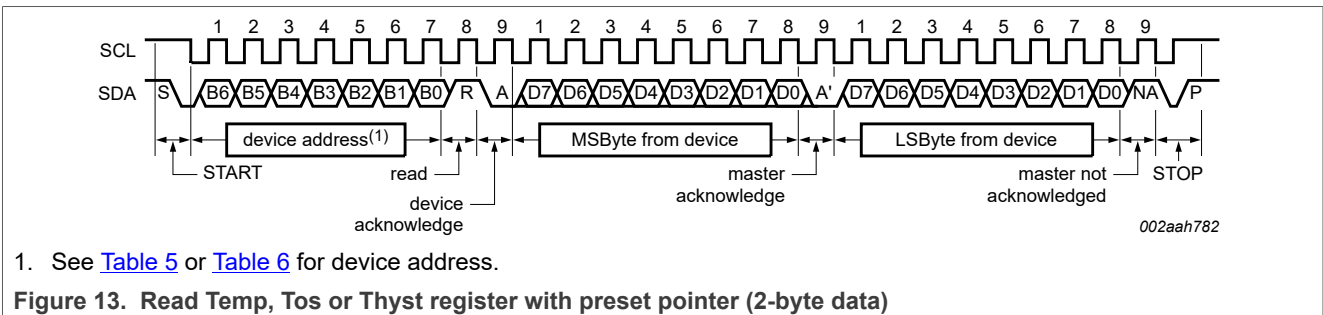 1 2 3 4 5 6 7 8 9 1 2 3 4 5 6 7 8 9 1 2 3 4 5 6 7 8 9
SCL
SDA S B6 B5 B4 B3 B2 B1 B0 R A D7 D6 D5 D4 D3 D2 D1 D0 A' D7 D6 D5 D4 D3 D2 D1 D0 NA P
device address(1) MSByte from device LSByte from device
START read master master not STOP
acknowledge acknowledged
device
acknowledge
002aah782
1. See Table 5 or Table 6 for device address.
Figure 13. Read Temp, Tos or Thyst register with preset pointer (2-byte data)